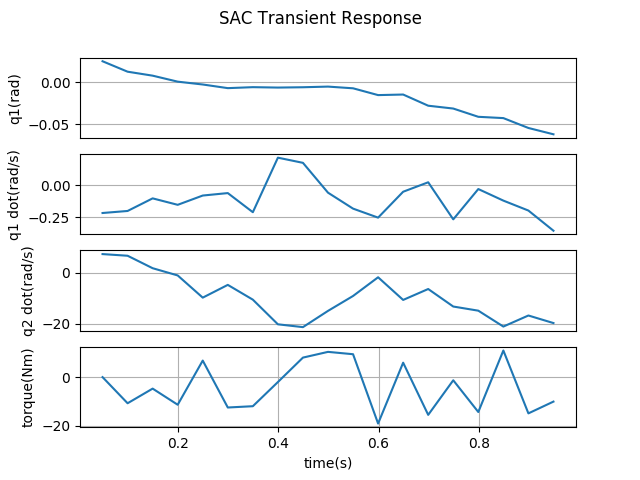 SAC Transient Response
q1(rad)
0.00
−0.05
q1 dot(rad/s)
0.00
−0.25
q2 dot(rad/s)
0
−20
torque(Nm)
0
−20
0.2 0.4 0.6 0.8
time(s)